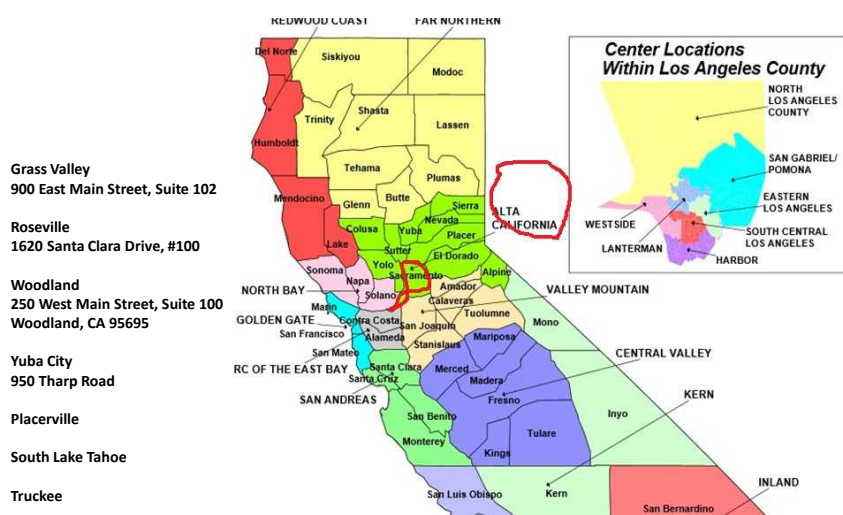 REDWOOD COAST
FAR NORTHERN
Grass Valley
900 East Main Street, Suite 102
Roseville
1620 Santa Clara Drive, #100
Woodland
250 West Main Street, Suite 100
Woodland, CA 95695
Yuba City
950 Tharp Road
Placerville
South Lake Tahoe
Truckee
Del Norte
Siskiyou
Modoc
Trinity
Shasta
Lassen
Humboldt
Tehama
Plumas
Mendocino
Butte
Glenn
Sierra
Nevada
Colusa
Yuba
Placer
Lake
Sutter
El Dorado
Yolo
Sacramento
Alpine
Sonoma
Napa
Amador
Solano
Calaveras
Marin
Tuolumne
Contra Costa
San Joaquin
Mono
San Francisco
Alameda
Stanislaus
Mariposa
San Mateo
Santa Clara
Merced
Madera
Santa Cruz
Fresno
Inyo
San Benito
Monterey
Tulare
Kings
San Luis Obispo
Kern
San Bernardino
ALTA
CALIFORNIA
NORTH BAY
VALLEY MOUNTAIN
GOLDEN GATE
RC OF THE EAST BAY
CENTRAL VALLEY
SAN ANDREAS
KERN
INLAND
Center Locations
Within Los Angeles County
NORTH
LOS ANGELES
COUNTY
SAN GABRIEL/
POMONA
EASTERN
LOS ANGELES
WESTSIDE
SOUTH CENTRAL
LOS ANGELES
LANTERMAN
HARBOR